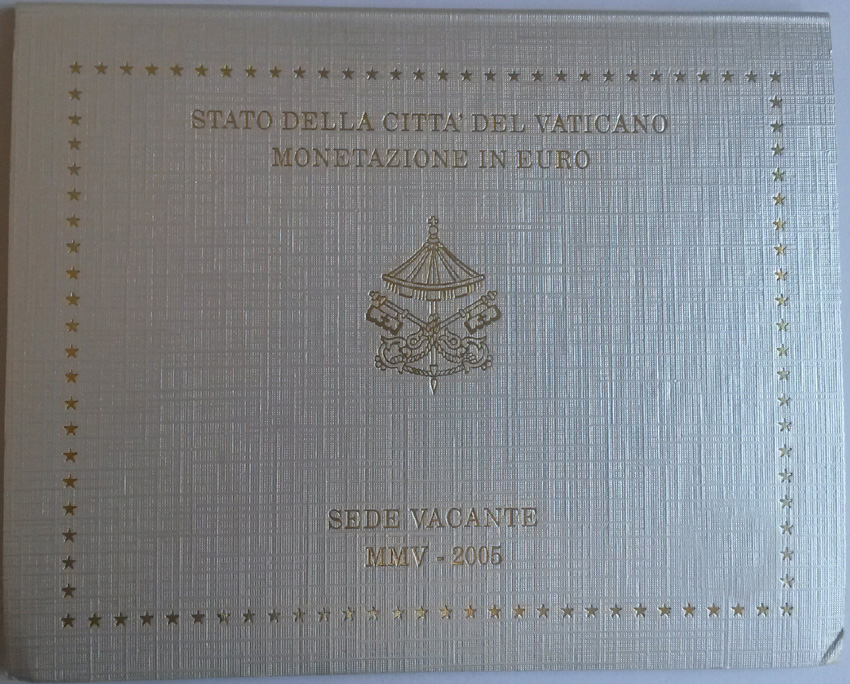 STATO DELLA CITTA' DEL VATICANO
MONETAZIONE IN EURO
SEDE VACANTE
MMV - 2005